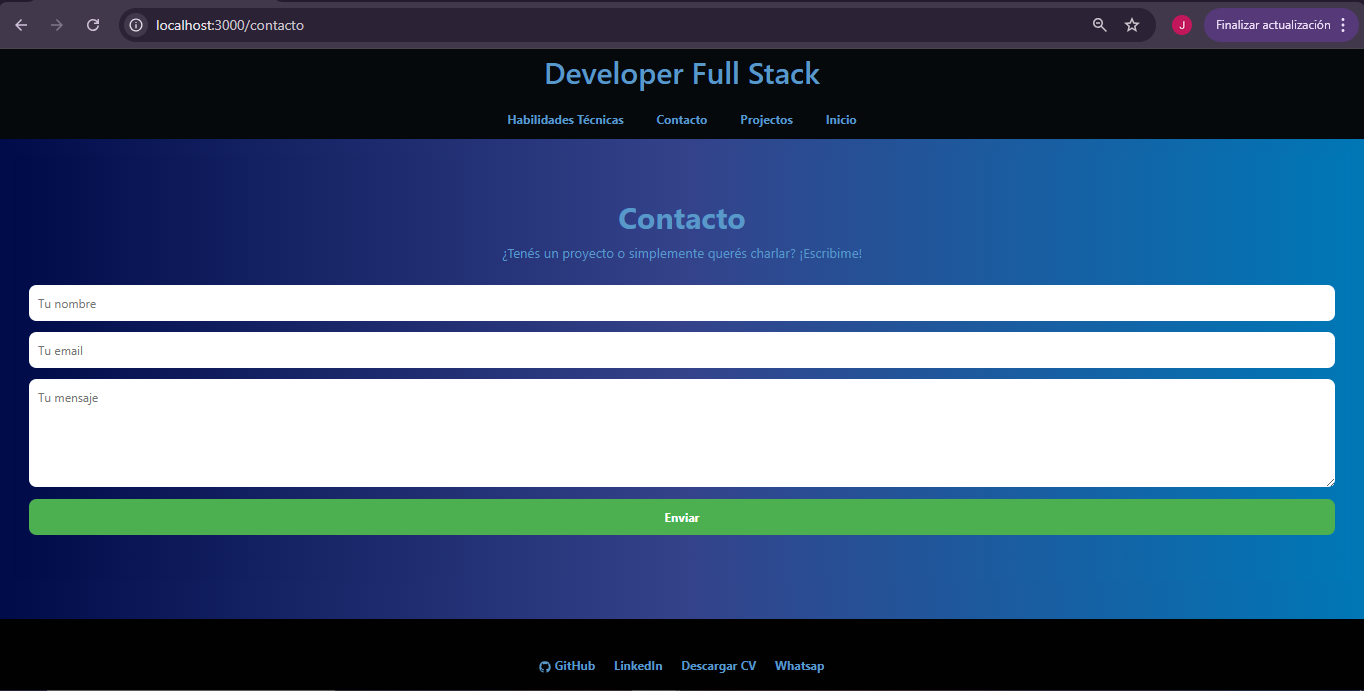 localhost:3000/contacto
J
Finalizar actualización
Developer Full Stack
Habilidades Técnicas Contacto Projectos Inicio
Contacto
¿Tenés un proyecto o simplemente querés charlar? ¡Escribime!
Tu nombre
Tu email
Tu mensaje
Enviar
GitHub LinkedIn Descargar CV Whatsap